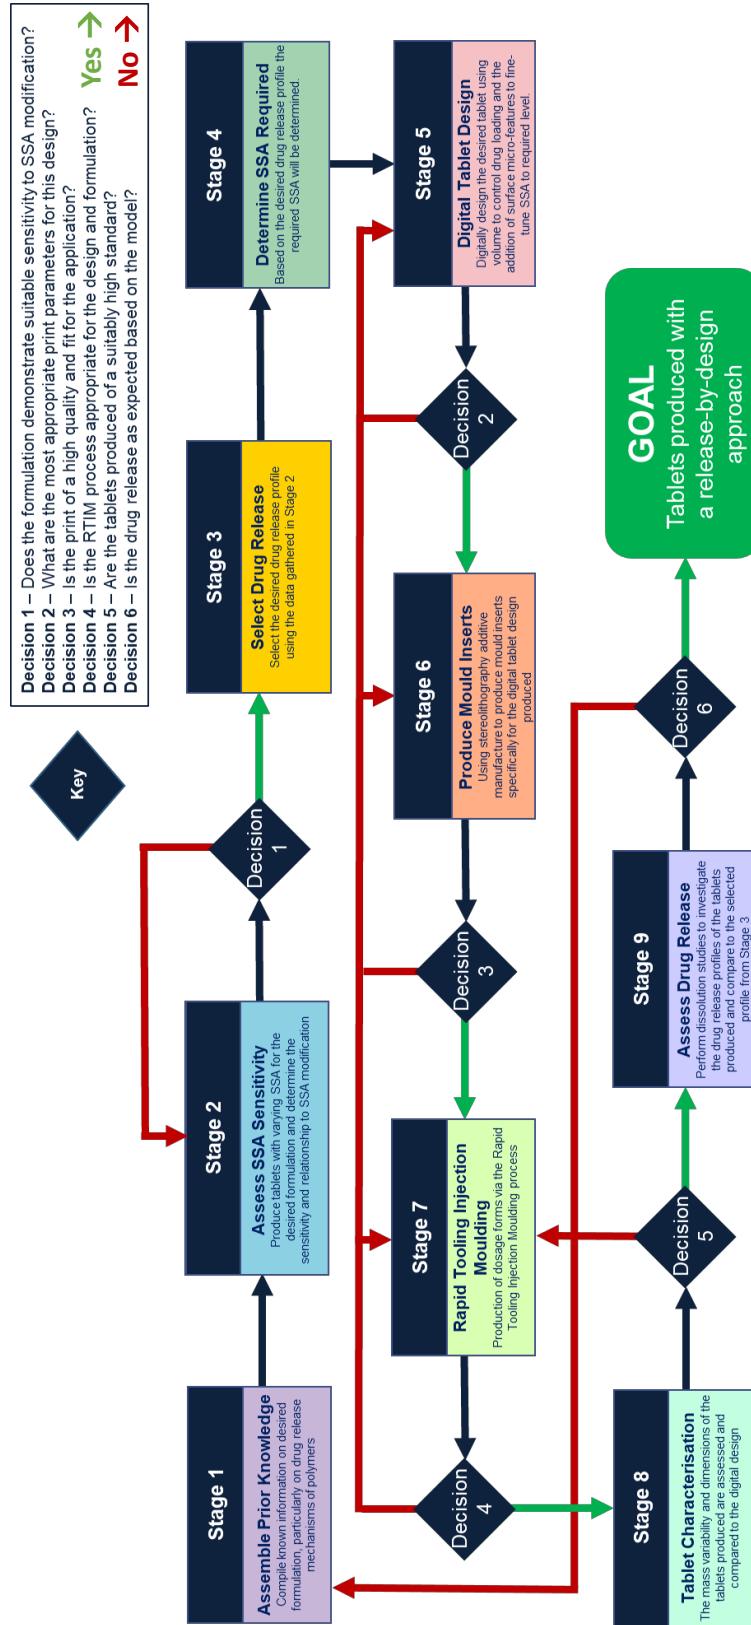 Key
Decision 1 – Does the formulation demonstrate suitable sensitivity to SSA modification?
Decision 2 – What are the most appropriate print parameters for this design?
Decision 3 – Is the print of a high quality and fit for the application?
Decision 4 – Is the RTIM process appropriate for the design and formulation?
Decision 5 – Are the tablets produced of a suitably high standard?
Decision 6 – Is the drug release as expected based on the model?
Yes →
No →
Stage 1
Assemble Prior Knowledge
Compile known information on desired
formulation, particularly on drug release
mechanisms of polymers
Stage 2
Assess SSA Sensitivity
Produce tablets with varying SSA for the
desired formulation and determine the
sensitivity and relationship to SSA modification
Decision
1
Stage 3
Select Drug Release
Select the desired drug release profile
using the data gathered in Stage 2
Stage 4
Determine SSA Required
Based on the desired drug release profile the
required SSA will be determined.
Stage 5
Digital Tablet Design
Digitally design the desired tablet using
volume to control drug loading and the
addition of surface micro-features to fine-
tune SSA to required level.
Decision
2
Stage 6
Produce Mould Inserts
Using stereolithography additive
manufacture to produce mould inserts
specifically for the digital tablet design
produced
Decision
3
Stage 7
Rapid Tooling Injection
Moulding
Production of dosage forms via the Rapid
Tooling Injection Moulding process
Decision
4
Stage 8
Tablet Characterisation
The mass variability and dimensions of the
tablets produced are assessed and
compared to the digital design
Decision
5
Stage 9
Assess Drug Release
Perform dissolution studies to investigate
the drug release profiles of the tablets
produced and compare to the selected
profile from Stage 3
Decision
6
GOAL
Tablets produced with
a release-by-design
approach